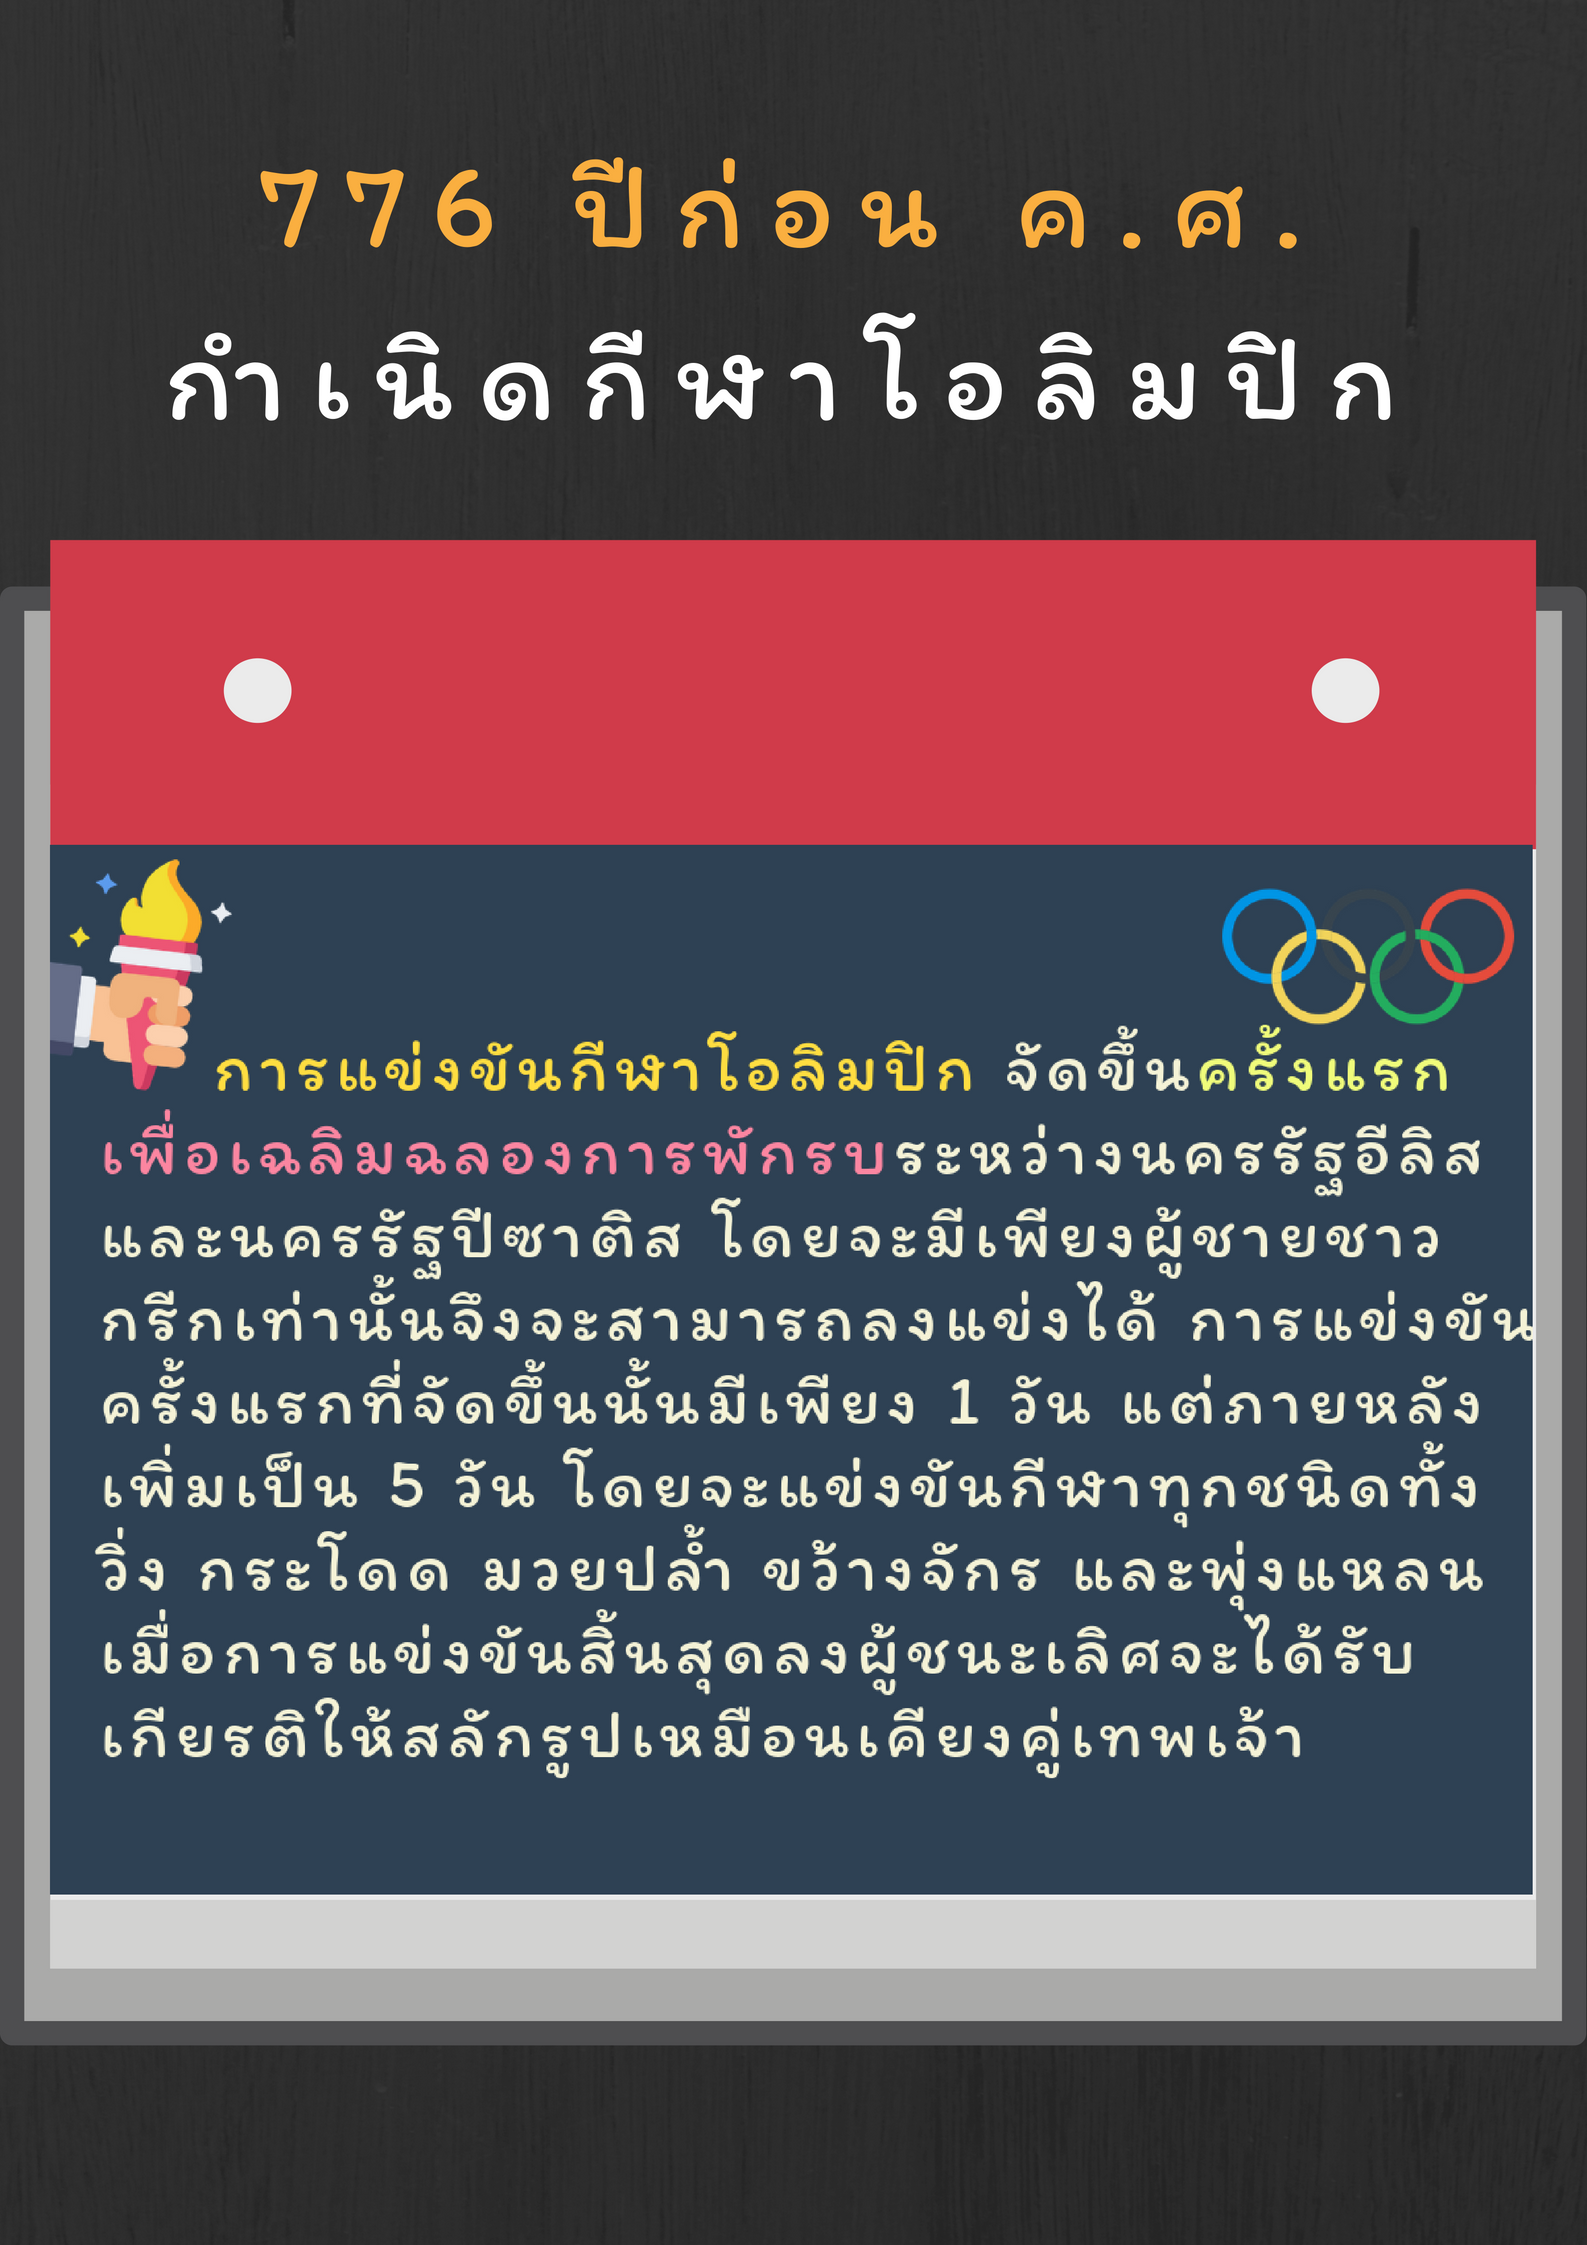 776 ปีก่อน ค.ศ.
กำเนิดกีฬาโอลิมปิก
การแข่งขันกีฬาโอลิมปิก จัดขึ้นครั้งแรก
เพื่อเฉลิมฉลองการพักรบระหว่างนครรัฐอีลิส
และนครรัฐปีซาติส โดยจะมีเพียงผู้ชายชาว
กรีกเท่านั้นจึงจะสามารถลงแข่งได้ การแข่งขัน
ครั้งแรกที่จัดขึ้นนั้นมีเพียง 1 วัน แต่ภายหลัง
เพิ่มเป็น 5 วัน โดยจะแข่งขันกีฬาทุกชนิดทั้ง
วิ่ง กระโดด มวยปล้ำ ขว้างจักร และพุ่งแหลน
เมื่อการแข่งขันสิ้นสุดลงผู้ชนะเลิศจะได้รับ
เกียรติให้สลักรูปเหมือนเคียงคู่เทพเจ้า